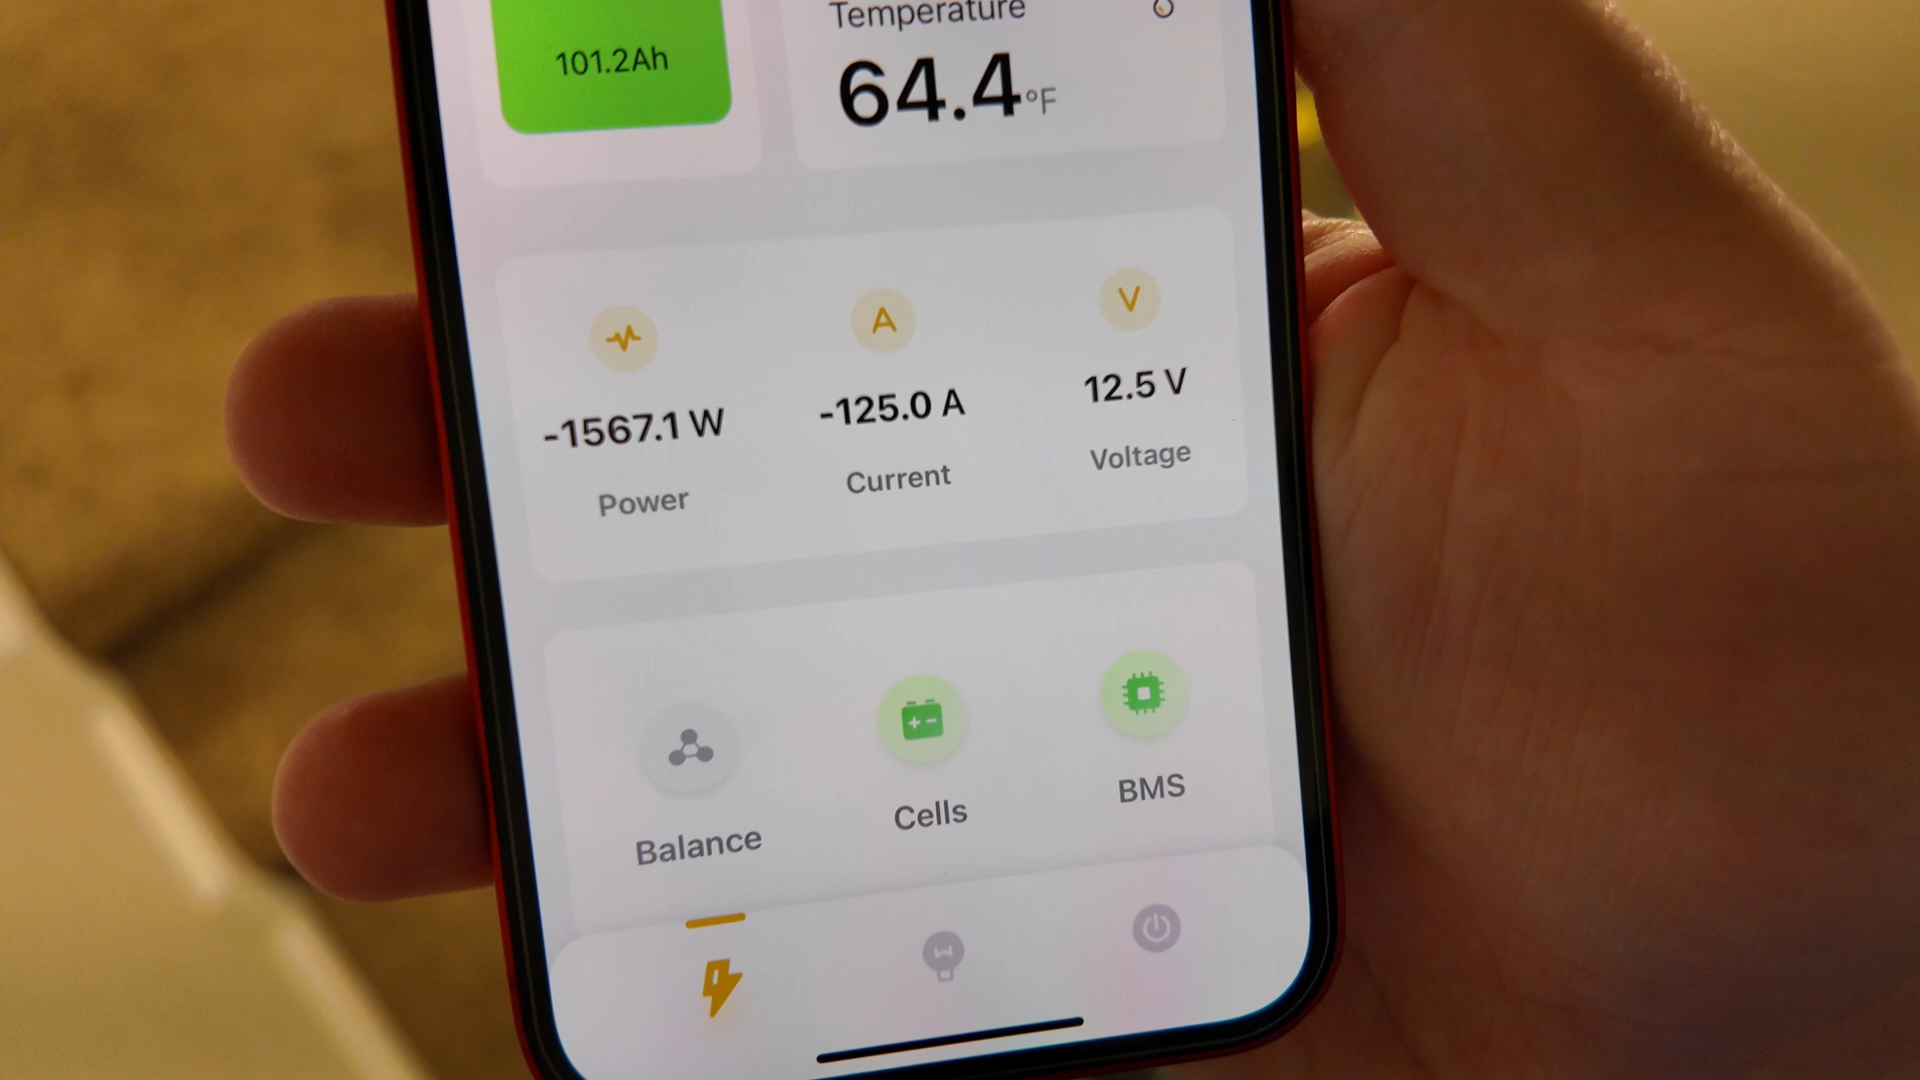 101.2Ah
Temperature
64.4°F
A
V
-1567.1 W
-125.0 A
12.5 V
Power
Current
Voltage
Balance
Cells
BMS